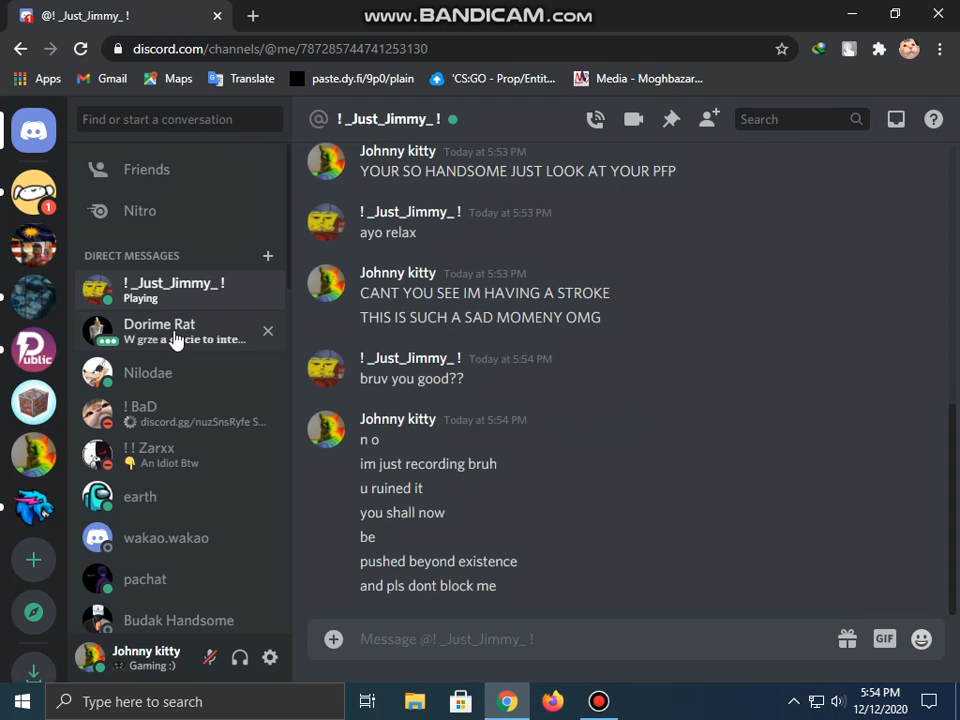 @! _Just_Jimmy_ !
www.BANDICAM.com
discord.com/channels/@me/787285744741253130
Apps
Gmail
Maps
Translate
paste.dy.fi/9p0/plain
'CS:GO - Prop/Entit...
Media - Moghbazar...
Find or start a conversation
@ ! _Just_Jimmy_ !
Search
Friends
Nitro
DIRECT MESSAGES +
! _Just_Jimmy_ !
Playing
Dorime Rat
W grze
Nilodae
! BaD
discord.gg/nuzSnsRyfe S...
! ! Zarxx
An Idiot Btw
earth
wakao.wakao
pachat
Budak Handsome
Johnny kitty
Gaming :)
1
Public
Johnny kitty Today at 5:53 PM
YOUR SO HANDSOME JUST LOOK AT YOUR PFP
! _Just_Jimmy_ ! Today at 5:53 PM
ayo relax
Johnny kitty Today at 5:53 PM
CANT YOU SEE IM HAVING A STROKE
THIS IS SUCH A SAD MOMENY OMG
! _Just_Jimmy_ ! Today at 5:54 PM
bruv you good??
Johnny kitty Today at 5:54 PM
n o
im just recording bruh
u ruined it
you shall now
be
pushed beyond existence
and pls dont block me
Message @! _Just_Jimmy_ !
GIF
Type here to search
5:54 PM
12/12/2020